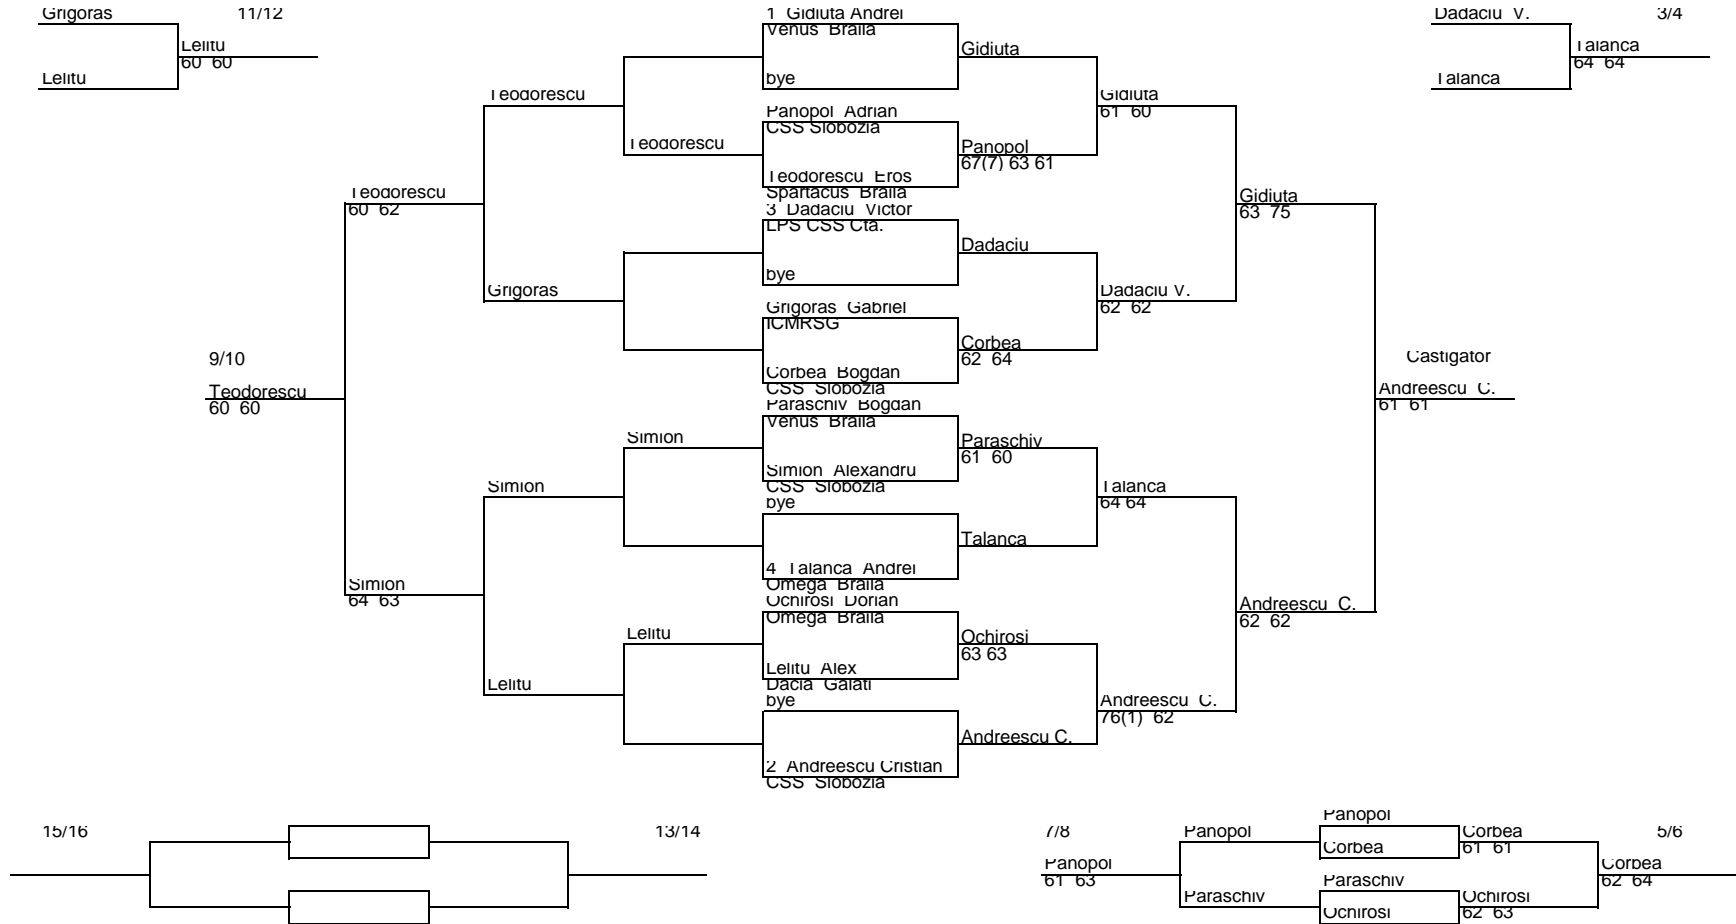 Grigoras
11/12
Lelitu
60 60
Lelitu
1 Gidiuta Andrei
Venus Braila
Gidiuta
bye
Dadaciu V.
3/4
Talanca
64 64
Talanca
Teodorescu
Panopol Adrian
CSS Slobozia
Gidiuta
61 60
Teodorescu
Panopol
67(7) 63 61
Teodorescu Eros
Spartacus Braila
Teodorescu
60 62
3 Dadaciu Victor
LPS CSS Cta.
Gidiuta
63 75
Dadaciu
bye
Grigoras
Dadaciu V.
62 62
Grigoras Gabriel
ICMRSG
Corbea
62 64
Corbea Bogdan
CSS Slobozia
9/10
Teodorescu
60 60
Castigator
Andreescu C.
61 61
Paraschiv Bogdan
Venus Braila
Simion
Paraschiv
61 60
Simion Alexandru
CSS Slobozia
Simion
bye
Talanca
64 64
Talanca
4 Talanca Andrei
Omega Braila
Simion
64 63
Ochirosi Dorian
Omega Braila
Andreescu C.
62 62
Lelitu
Ochirosi
63 63
Lelitu Alex
Dacia Galati
Lelitu
bye
Andreescu C.
76(1) 62
Andreescu C.
2 Andreescu Cristian
CSS Slobozia
15/16
13/14
7/8
Panopol
Panopol
Corbea
Corbea
61 61
5/6
Panopol
61 63
Corbea
62 64
Paraschiv
Paraschiv
Ochirosi
Ochirosi
62 63